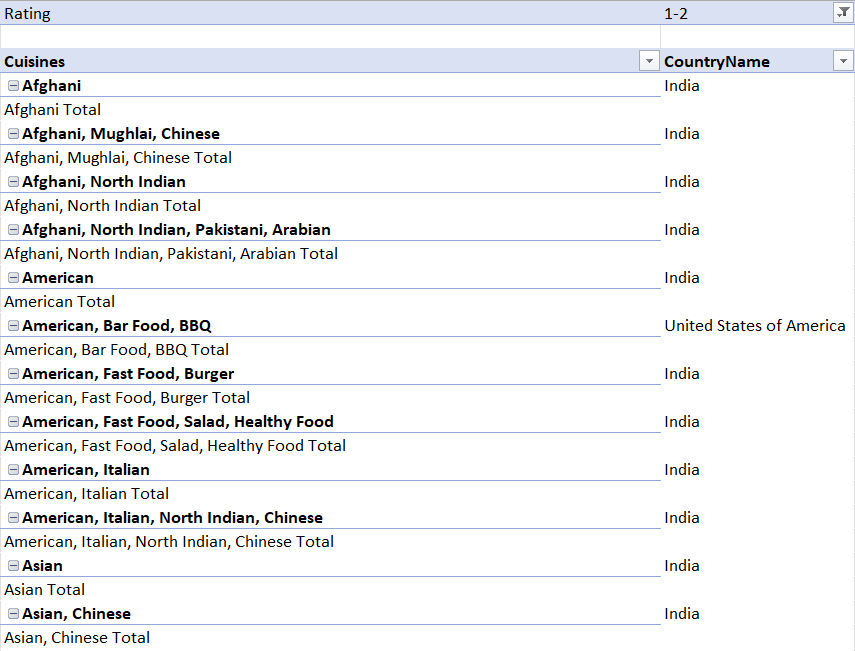 Rating 1-2
Cuisines CountryName
Afghani India
Afghani Total
Afghani, Mughlai, Chinese India
Afghani, Mughlai, Chinese Total
Afghani, North Indian India
Afghani, North Indian Total
Afghani, North Indian, Pakistani, Arabian India
Afghani, North Indian, Pakistani, Arabian Total
American India
American Total
American, Bar Food, BBQ United States of America
American, Bar Food, BBQ Total
American, Fast Food, Burger India
American, Fast Food, Burger Total
American, Fast Food, Salad, Healthy Food India
American, Fast Food, Salad, Healthy Food Total
American, Italian India
American, Italian Total
American, Italian, North Indian, Chinese India
American, Italian, North Indian, Chinese Total
Asian India
Asian Total
Asian, Chinese India
Asian, Chinese Total